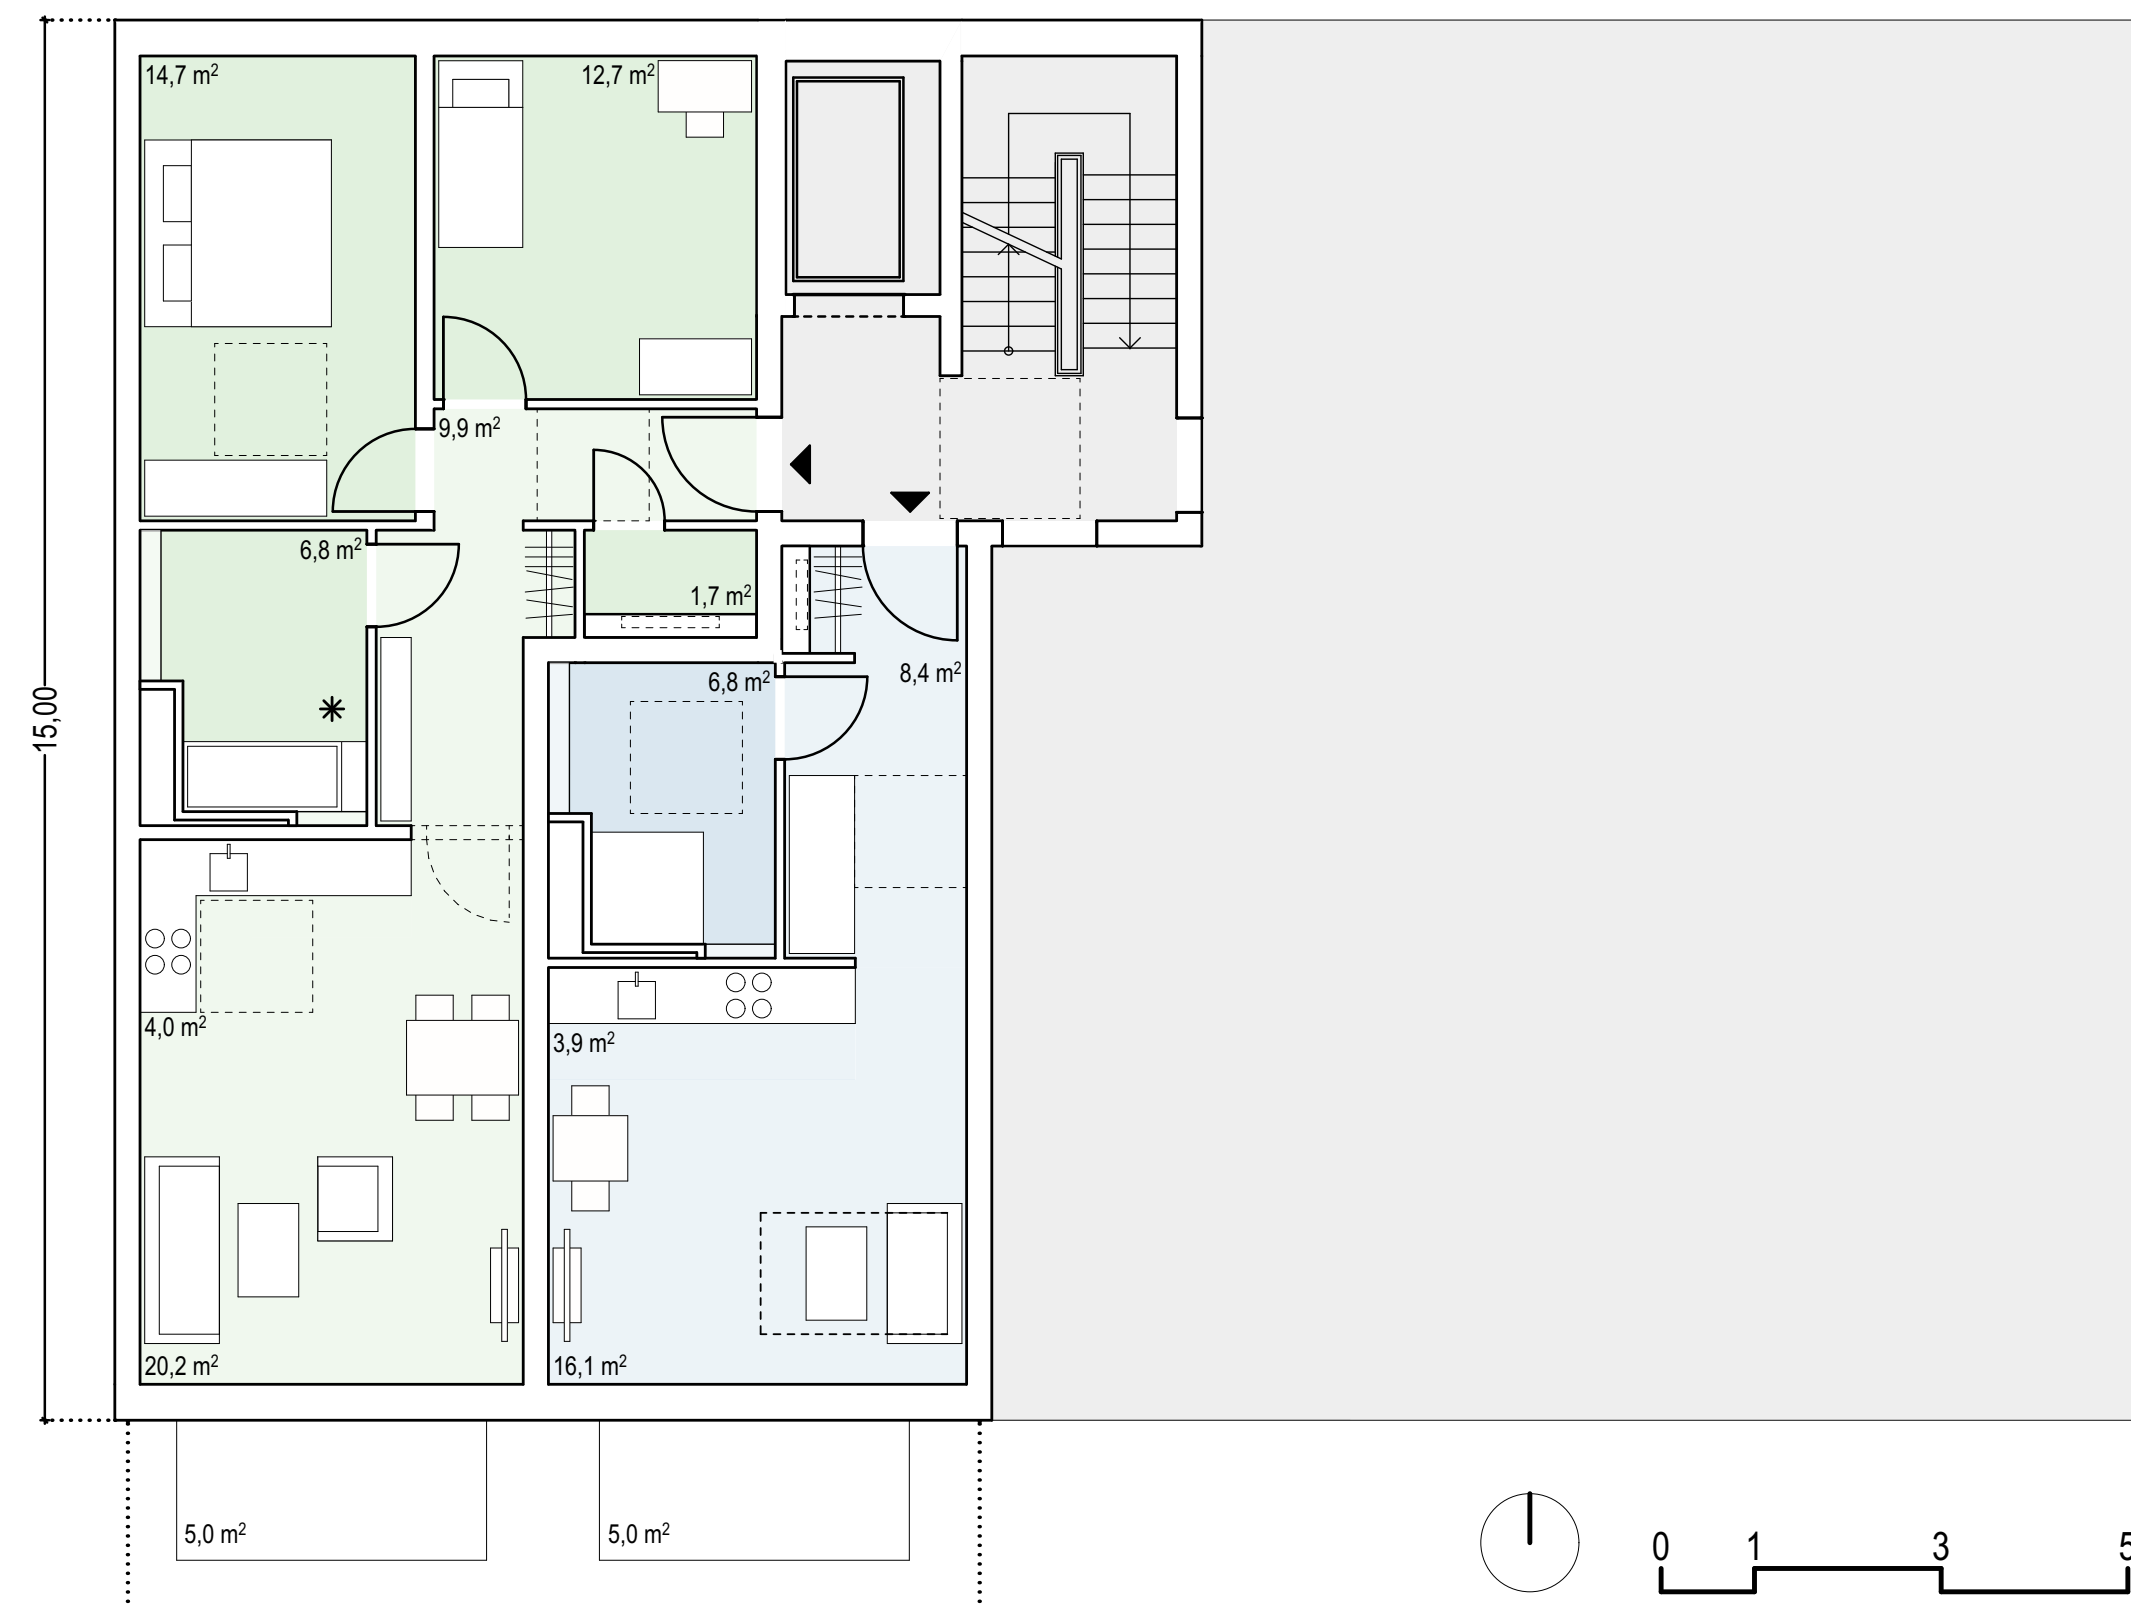 14,7 m²
12,7 m²
9,9 m²
6,8 m²
1,7 m²
6,8 m²
8,4 m²
15,00
4,0 m²
3,9 m²
20,2 m²
16,1 m²
5,0 m²
5,0 m²
0 1 3 5